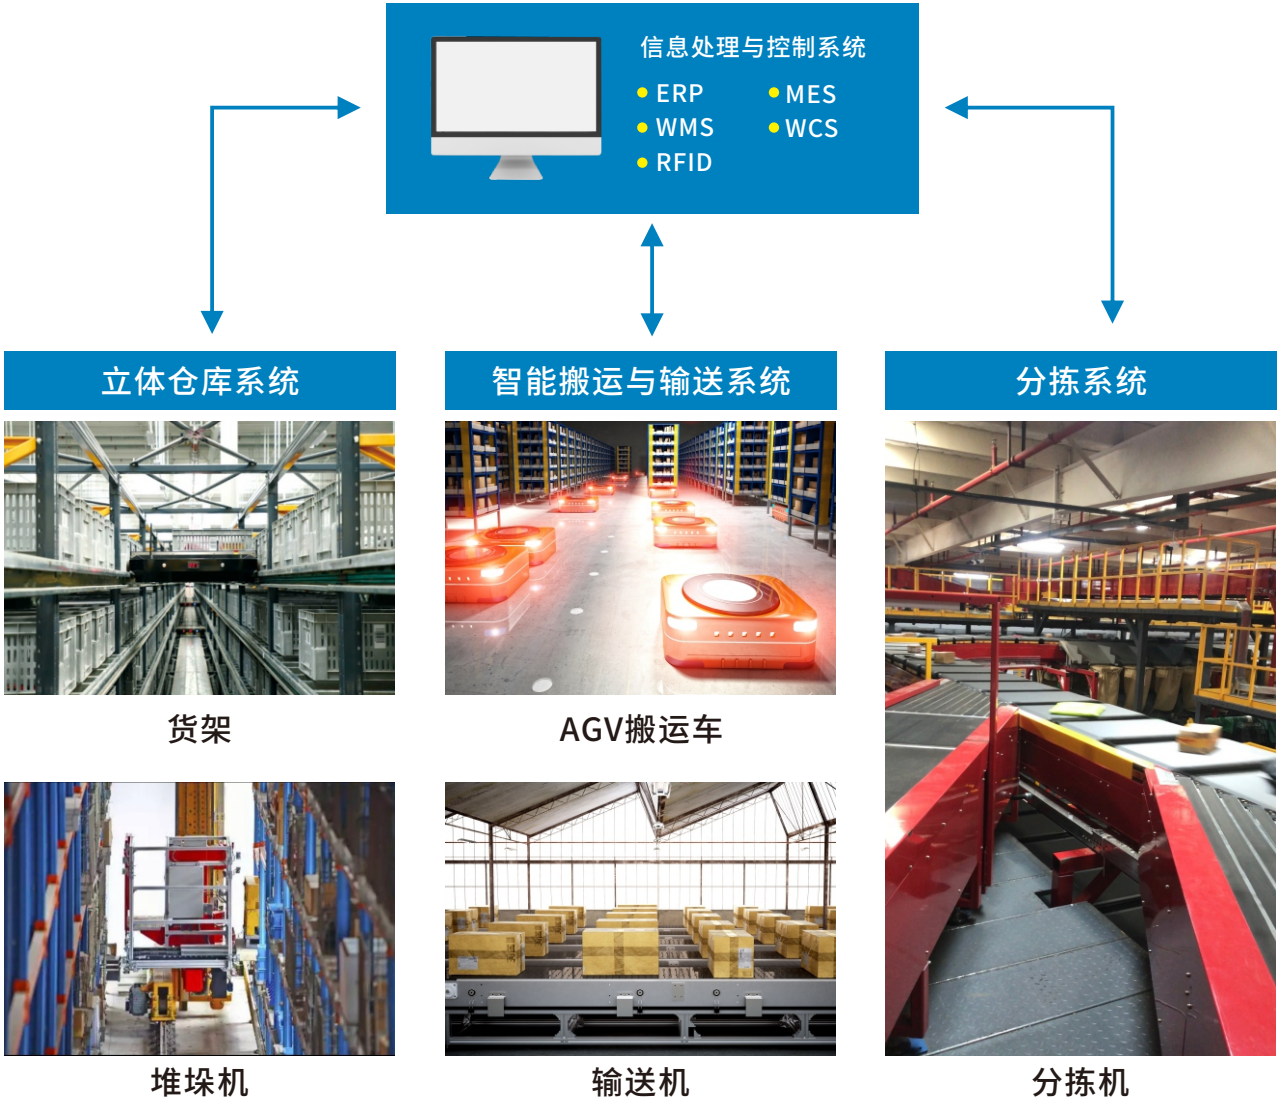 信息处理与控制系统
ERP
MES
WMS
WCS
RFID
立体仓库系统
智能搬运与输送系统
分拣系统
货架
AGV搬运车
堆垛机
输送机
分拣机